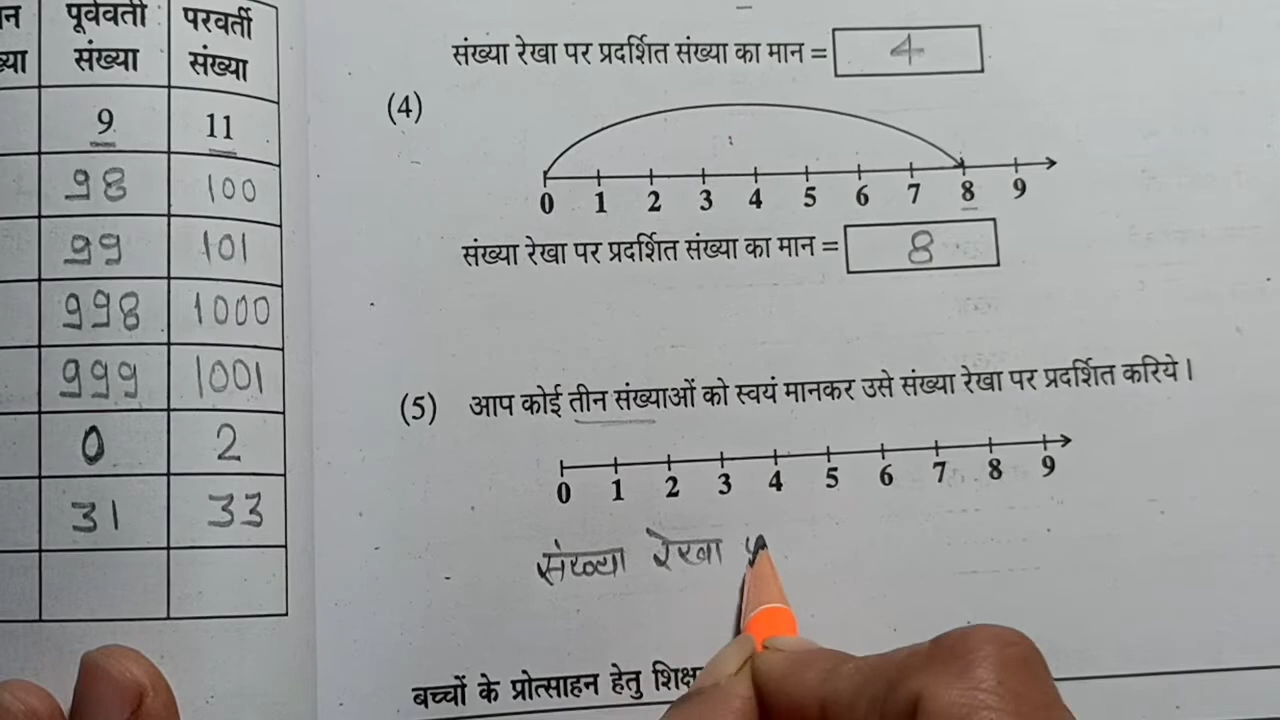 पूर्ववर्ती संख्या
परवर्ती संख्या
9 11
98 100
99 101
998 1000
999 1001
0 2
31 33
संख्या रेखा पर प्रदर्शित संख्या का मान = 4
(4)
0 1 2 3 4 5 6 7 8 9
संख्या रेखा पर प्रदर्शित संख्या का मान = 8
(5) आप कोई तीन संख्याओं को स्वयं मानकर उसे संख्या रेखा पर प्रदर्शित करिये।
0 1 2 3 4 5 6 7 8 9
संख्या रेखा
बच्चों के प्रोत्साहन हेतु